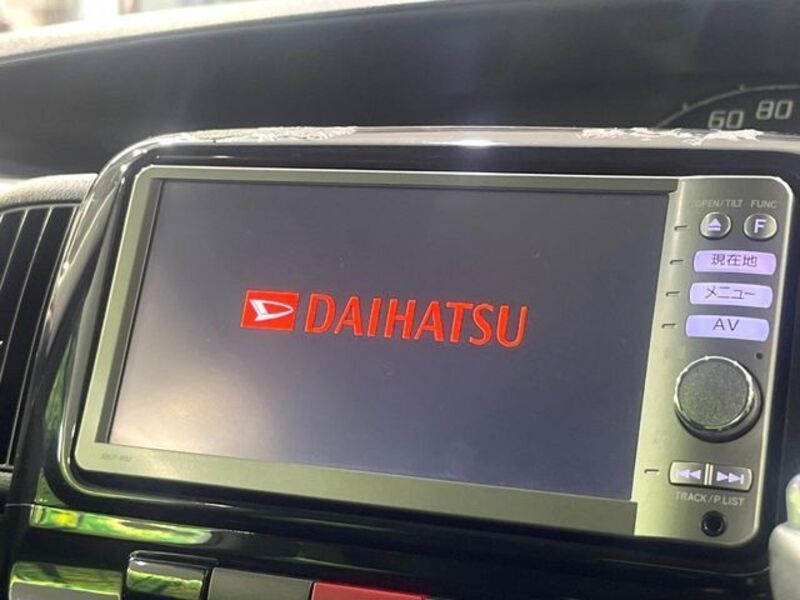 60 80
OPEN/TILT FUNC
F
現在地
メニュー
AV
DAIHATSU
TRACK/P.LIST